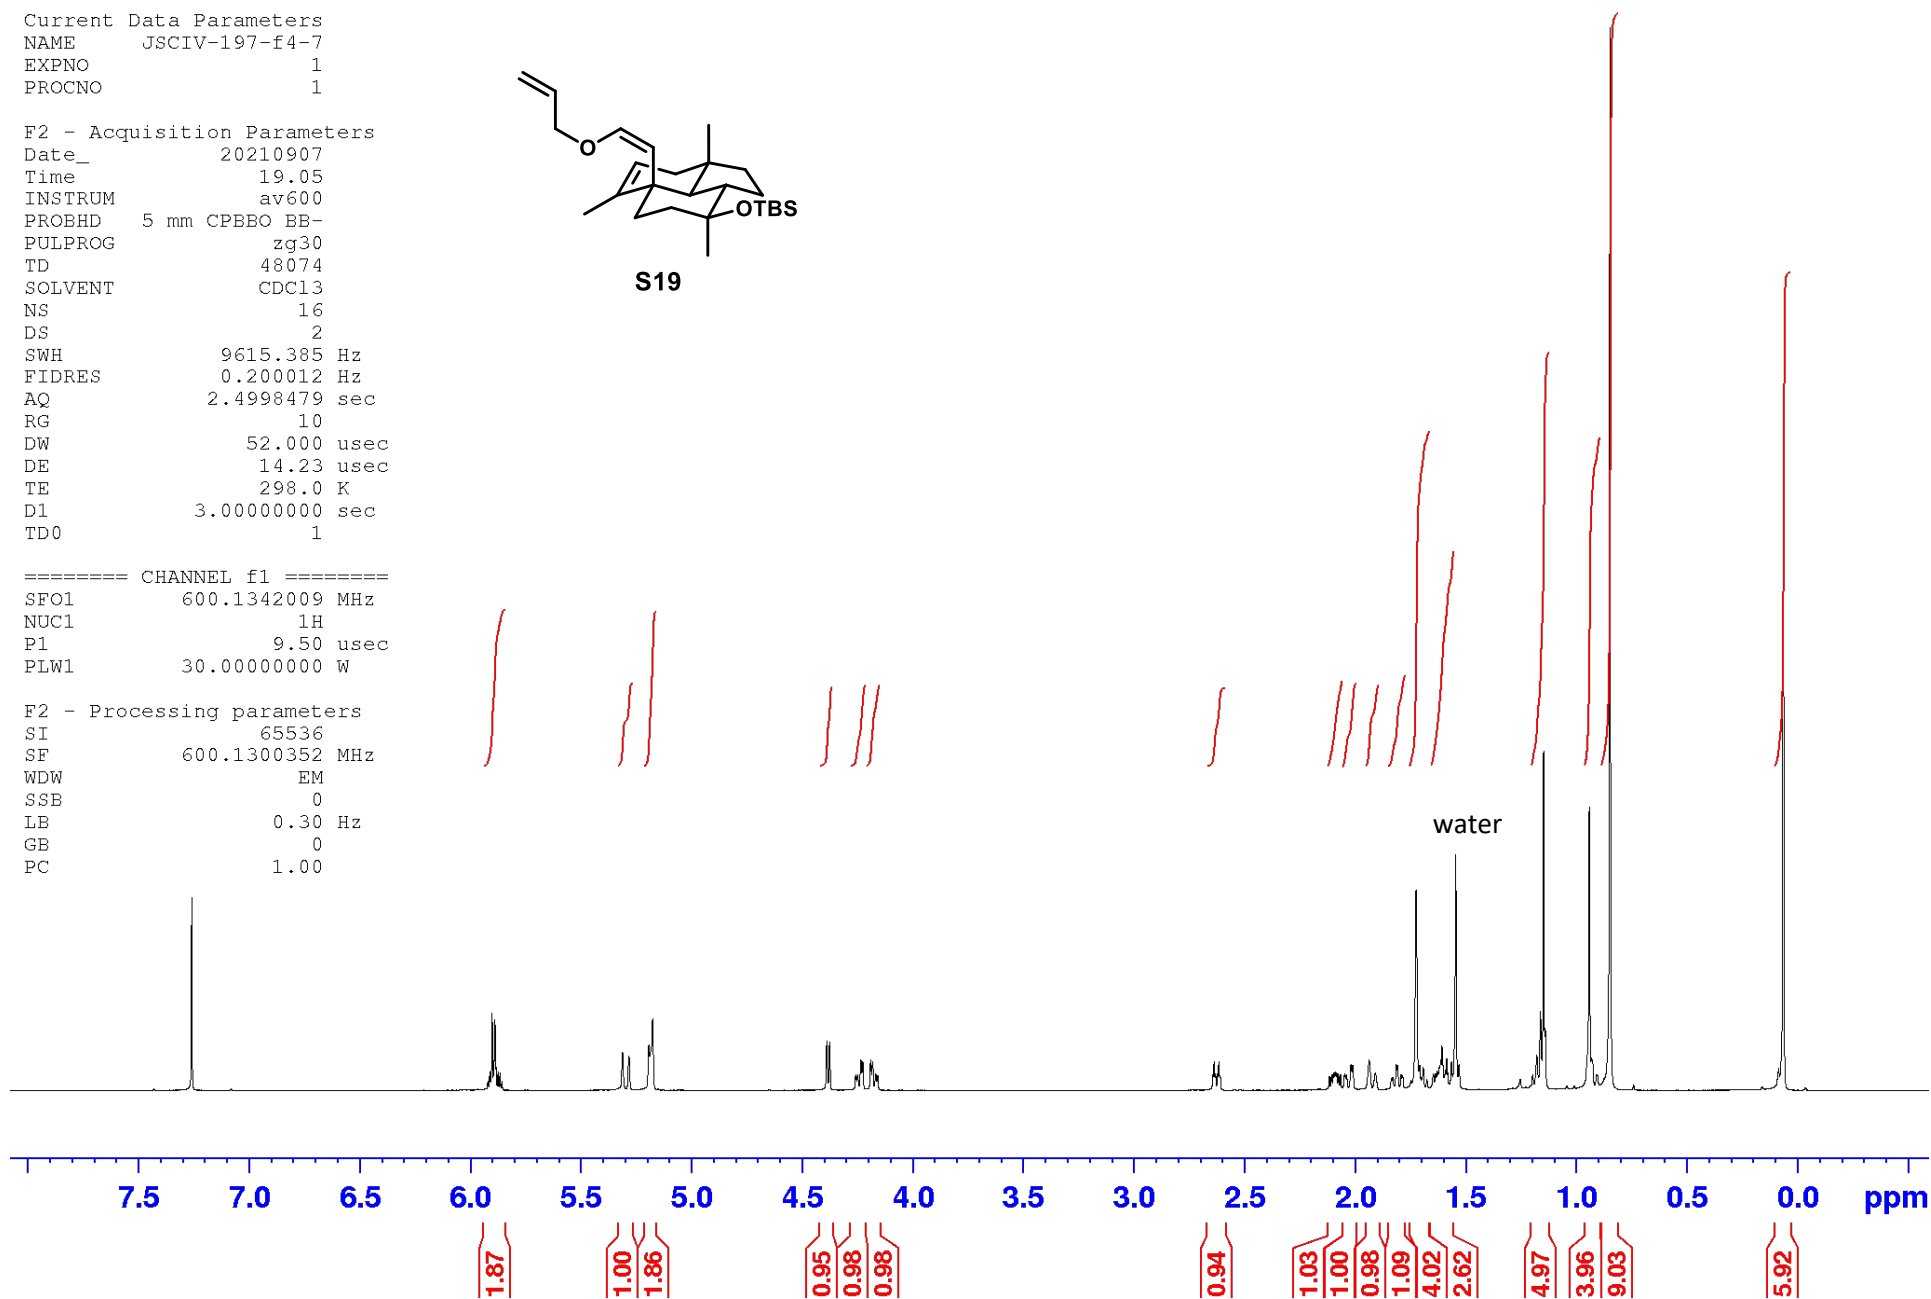 Current Data Parameters
NAME JSCIV-197-f4-7
EXPNO 1
PROCNO 1
F2 - Acquisition Parameters
Date_ 20210907
Time 19.05
INSTRUM av600
PROBHD 5 mm CPBBO BB-
PULPROG zg30
TD 48074
SOLVENT CDCl3
NS 16
DS 2
SWH 9615.385 Hz
FIDRES 0.200012 Hz
AQ 2.4998479 sec
RG 10
DW 52.000 usec
DE 14.23 usec
TE 298.0 K
D1 3.00000000 sec
TD0 1
======== CHANNEL f1 ========
SFO1 600.1342009 MHz
NUC1 1H
P1 9.50 usec
PLW1 30.00000000 W
F2 - Processing parameters
SI 65536
SF 600.1300352 MHz
WDW EM
SSB 0
LB 0.30 Hz
GB 0
PC 1.00
O
OTBS
S19
water
7.5 7.0 6.5 6.0 5.5 5.0 4.5 4.0 3.5 3.0 2.5 2.0 1.5 1.0 0.5 0.0 ppm
1.87 1.00 1.86 0.95 0.98 0.98 0.94 1.03 1.00 0.98 1.09 4.02 2.62 4.97 3.96 9.03 5.92